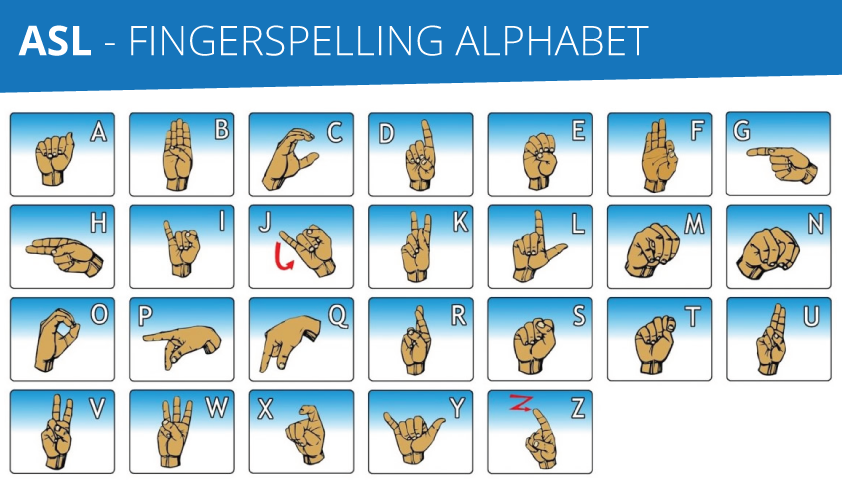 ASL - FINGERSPELLING ALPHABET
A B C D E F G
H I J K L M N
O P Q R S T U
V W X Y Z